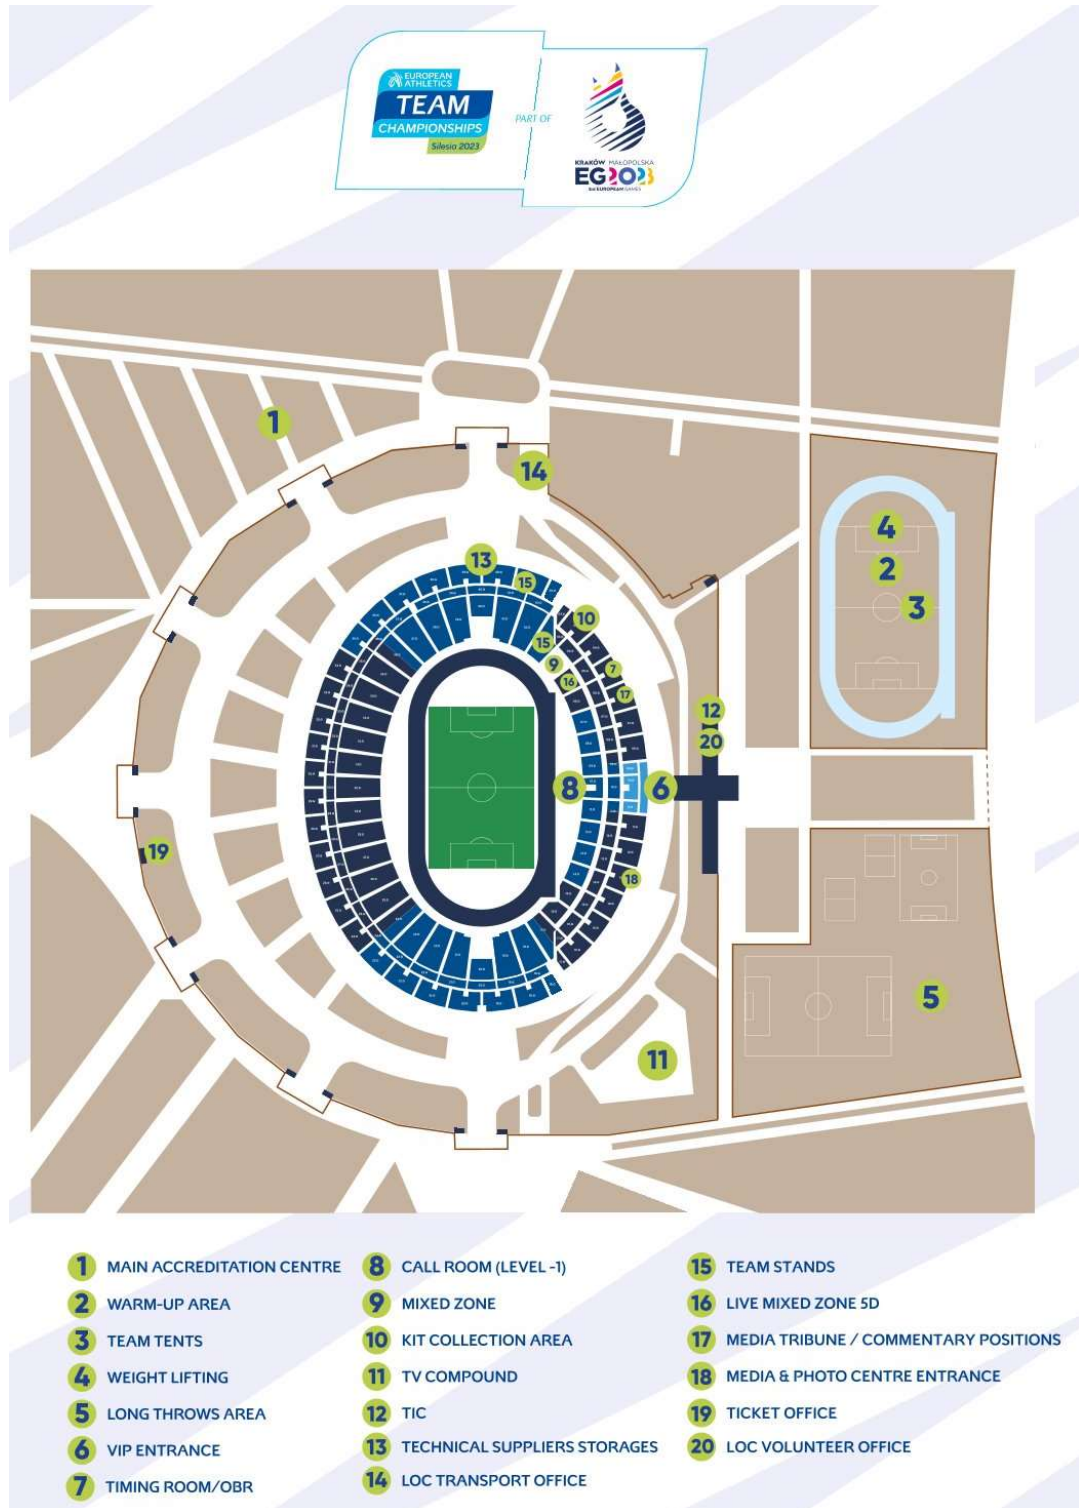 EUROPEAN
ATHLETICS
TEAM
CHAMPIONSHIPS
Silesia 2023
PART OF
KRAKÓW MAŁOPOLSKA
EG2023
3rd EUROPEAN GAMES
1
14
4
2
3
13
15
10
15
9
7
16
17
12
20
8
6
19
18
5
11
1 MAIN ACCREDITATION CENTRE
2 WARM-UP AREA
3 TEAM TENTS
4 WEIGHT LIFTING
5 LONG THROWS AREA
6 VIP ENTRANCE
7 TIMING ROOM/OBR
8 CALL ROOM (LEVEL -1)
9 MIXED ZONE
10 KIT COLLECTION AREA
11 TV COMPOUND
12 TIC
13 TECHNICAL SUPPLIERS STORAGES
14 LOC TRANSPORT OFFICE
15 TEAM STANDS
16 LIVE MIXED ZONE 5D
17 MEDIA TRIBUNE / COMMENTARY POSITIONS
18 MEDIA & PHOTO CENTRE ENTRANCE
19 TICKET OFFICE
20 LOC VOLUNTEER OFFICE